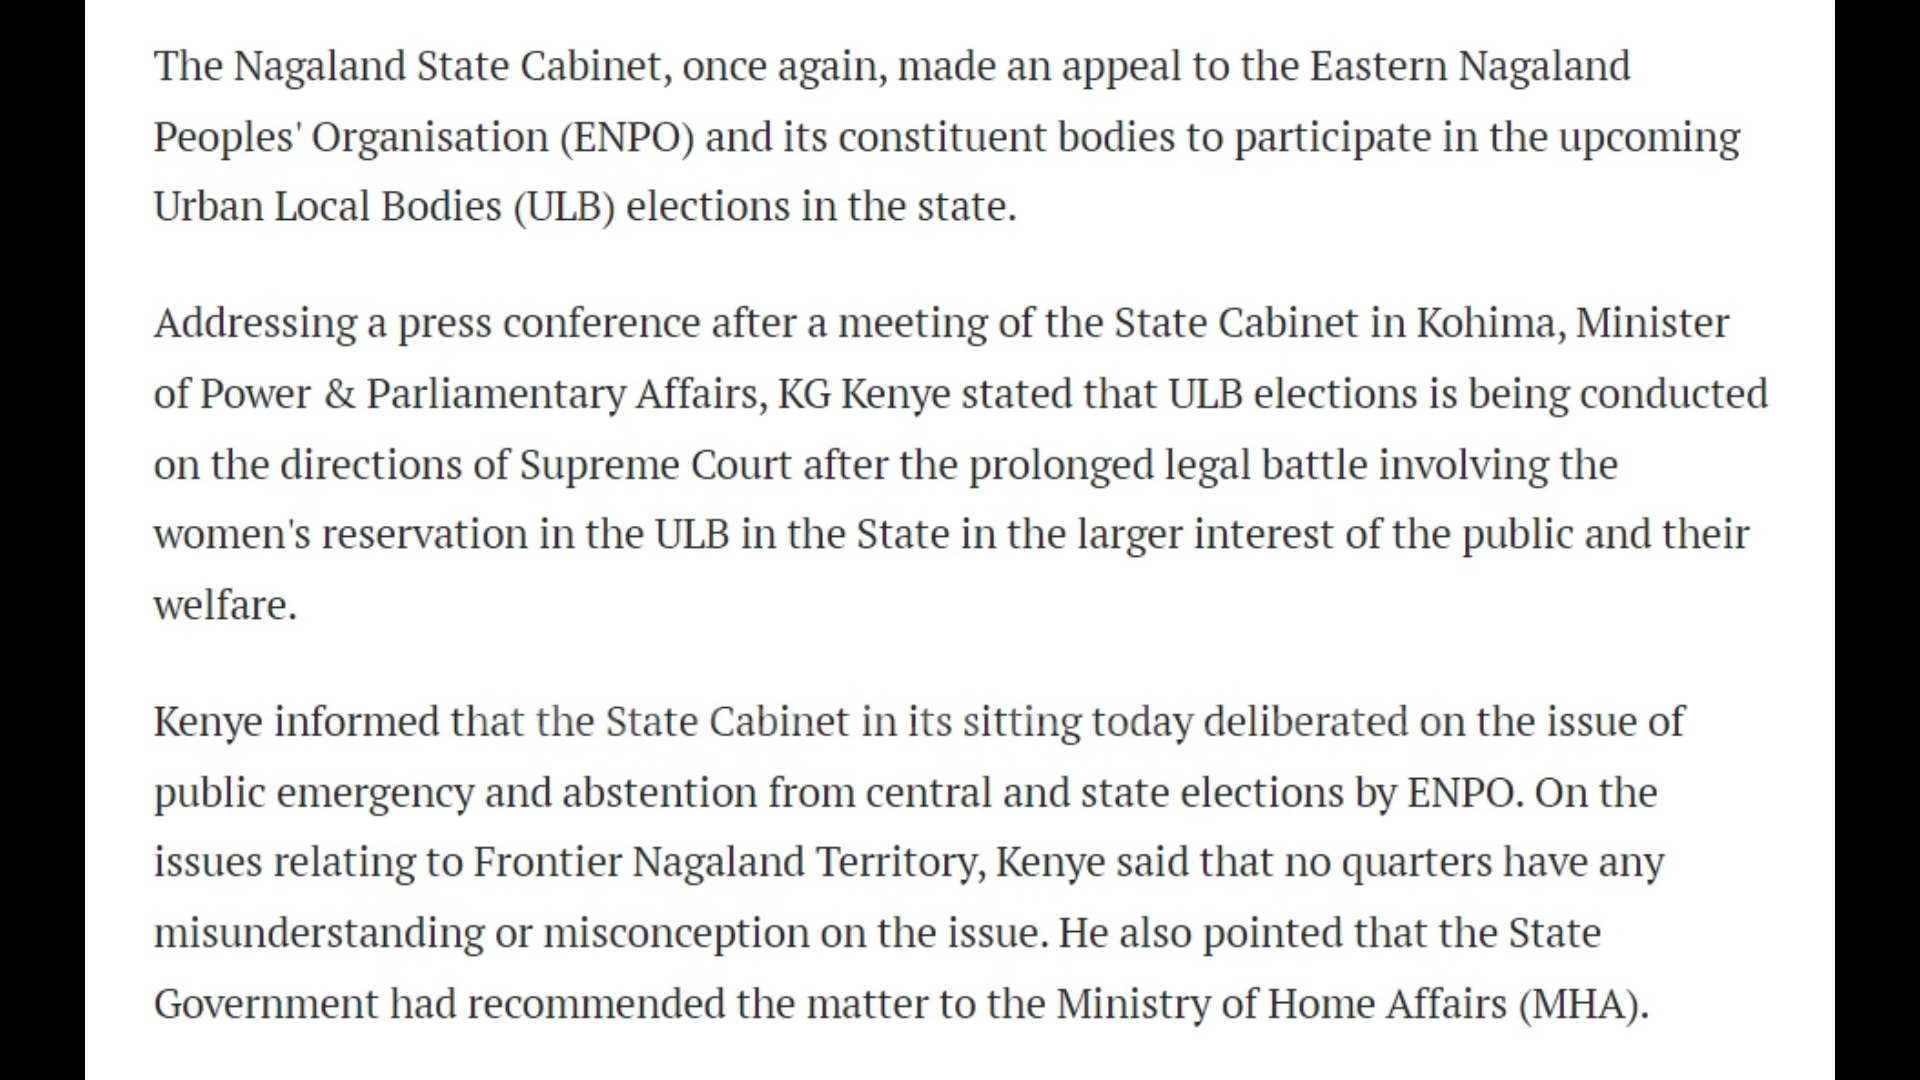 The Nagaland State Cabinet, once again, made an appeal to the Eastern Nagaland
Peoples' Organisation (ENPO) and its constituent bodies to participate in the upcoming
Urban Local Bodies (ULB) elections in the state.
Addressing a press conference after a meeting of the State Cabinet in Kohima, Minister
of Power & Parliamentary Affairs, KG Kenye stated that ULB elections is being conducted
on the directions of Supreme Court after the prolonged legal battle involving the
women's reservation in the ULB in the State in the larger interest of the public and their
welfare.
Kenye informed that the State Cabinet in its sitting today deliberated on the issue of
public emergency and abstention from central and state elections by ENPO. On the
issues relating to Frontier Nagaland Territory, Kenye said that no quarters have any
misunderstanding or misconception on the issue. He also pointed that the State
Government had recommended the matter to the Ministry of Home Affairs (MHA).